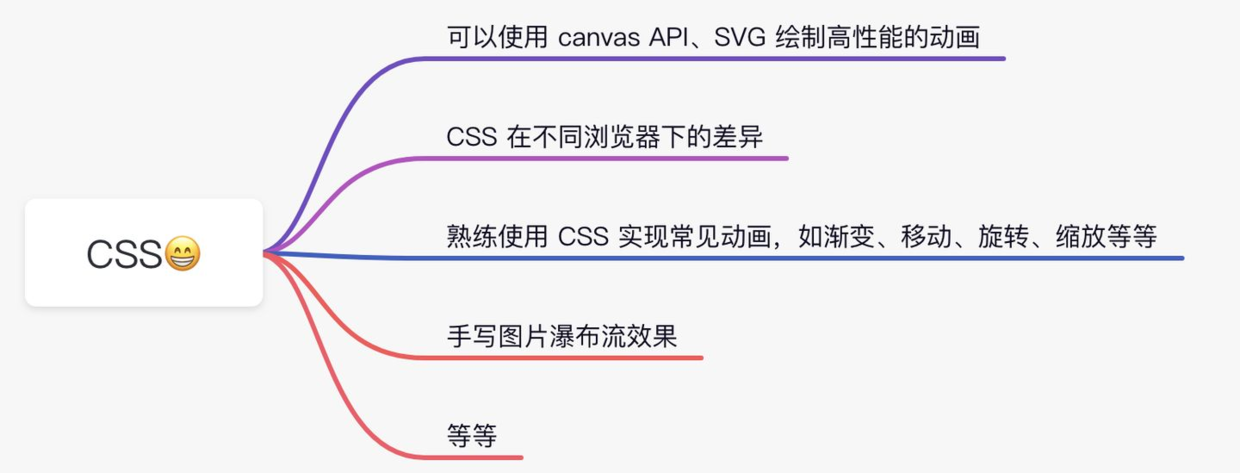 可以使用 canvas API、SVG 绘制高性能的动画
CSS 在不同浏览器下的差异
CSS😁
熟练使用 CSS 实现常见动画，如渐变、移动、旋转、缩放等等
手写图片瀑布流效果
等等